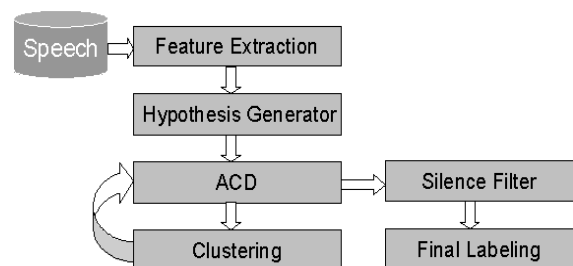 Speech
Feature Extraction
Hypothesis Generator
ACD
Silence Filter
Clustering
Final Labeling